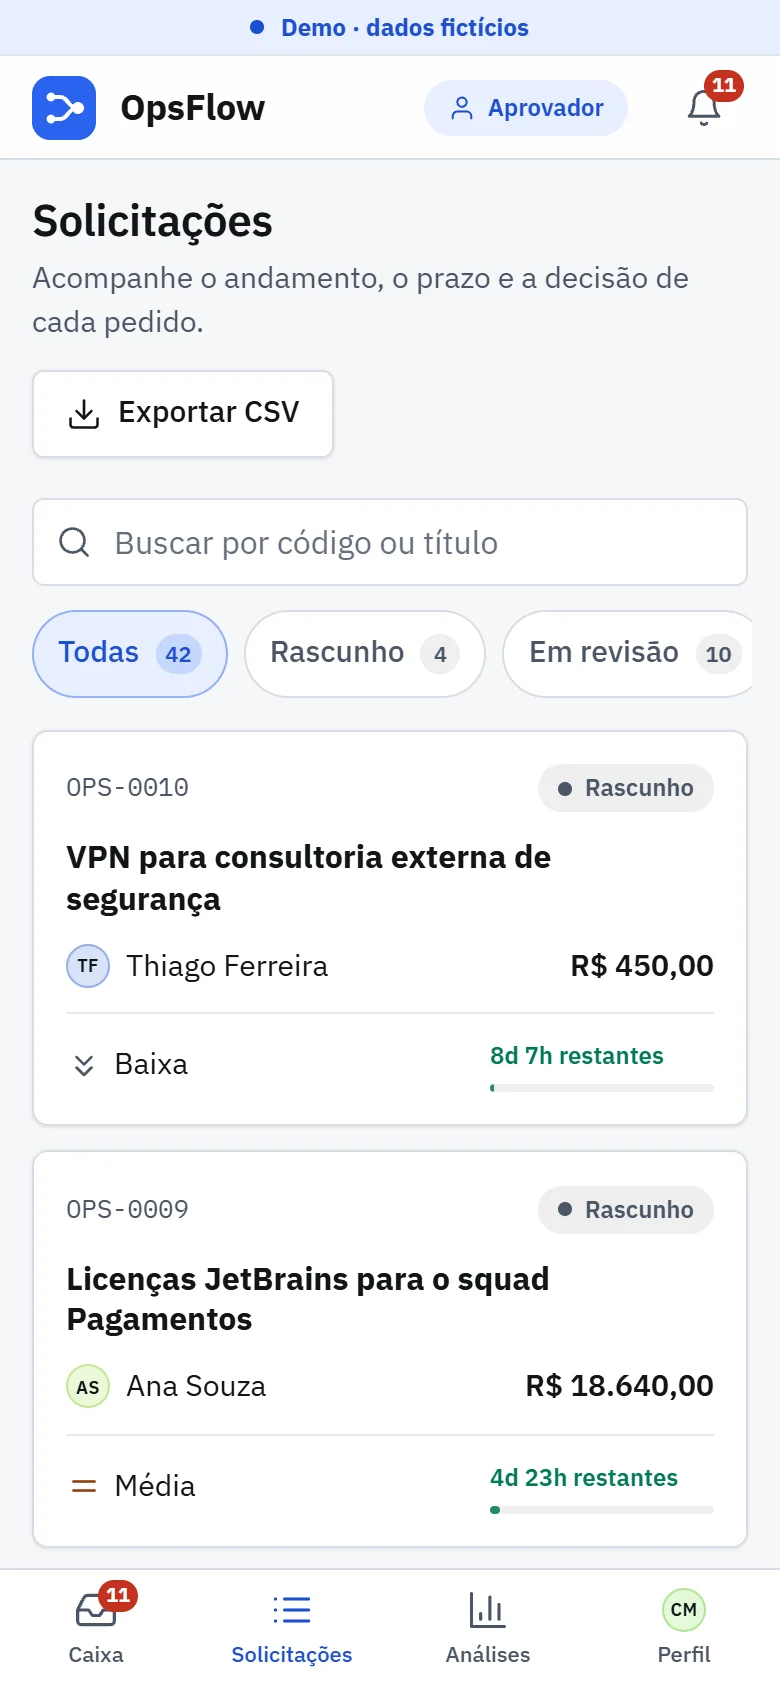 Demo · dados fictícios
OpsFlow
Aprovador
11
Solicitações
Acompanhe o andamento, o prazo e a decisão de
cada pedido.
Exportar CSV
Buscar por código ou título
Todas 42
Rascunho 4
Em revisão 10
OPS-0010
Rascunho
VPN para consultoria externa de
segurança
TF Thiago Ferreira
R$ 450,00
Baixa
8d 7h restantes
OPS-0009
Rascunho
Licenças JetBrains para o squad
Pagamentos
AS Ana Souza
R$ 18.640,00
Média
4d 23h restantes
11
Caixa
Solicitações
Análises
CM
Perfil